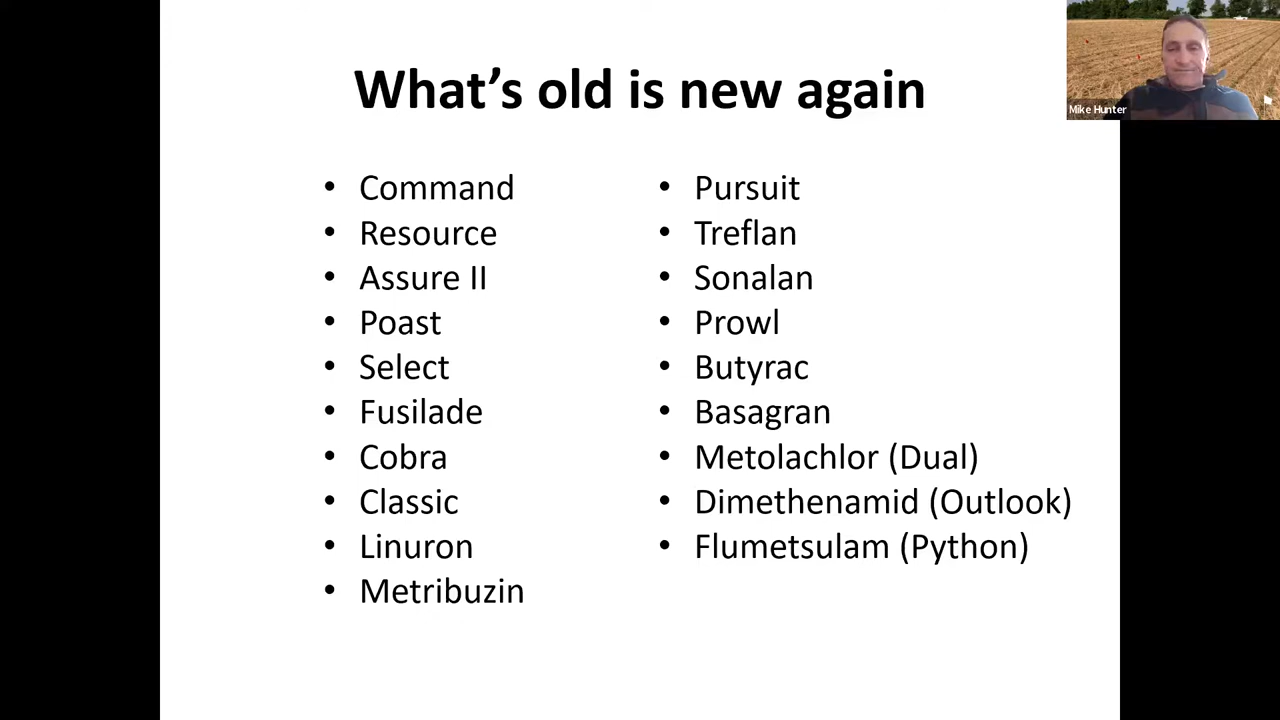 What's old is new again
Mike Hunter
• Command
• Resource
• Assure II
• Poast
• Select
• Fusilade
• Cobra
• Classic
• Linuron
• Metribuzin
• Pursuit
• Treflan
• Sonalan
• Prowl
• Butyrac
• Basagran
• Metolachlor (Dual)
• Dimethenamid (Outlook)
• Flumetsulam (Python)